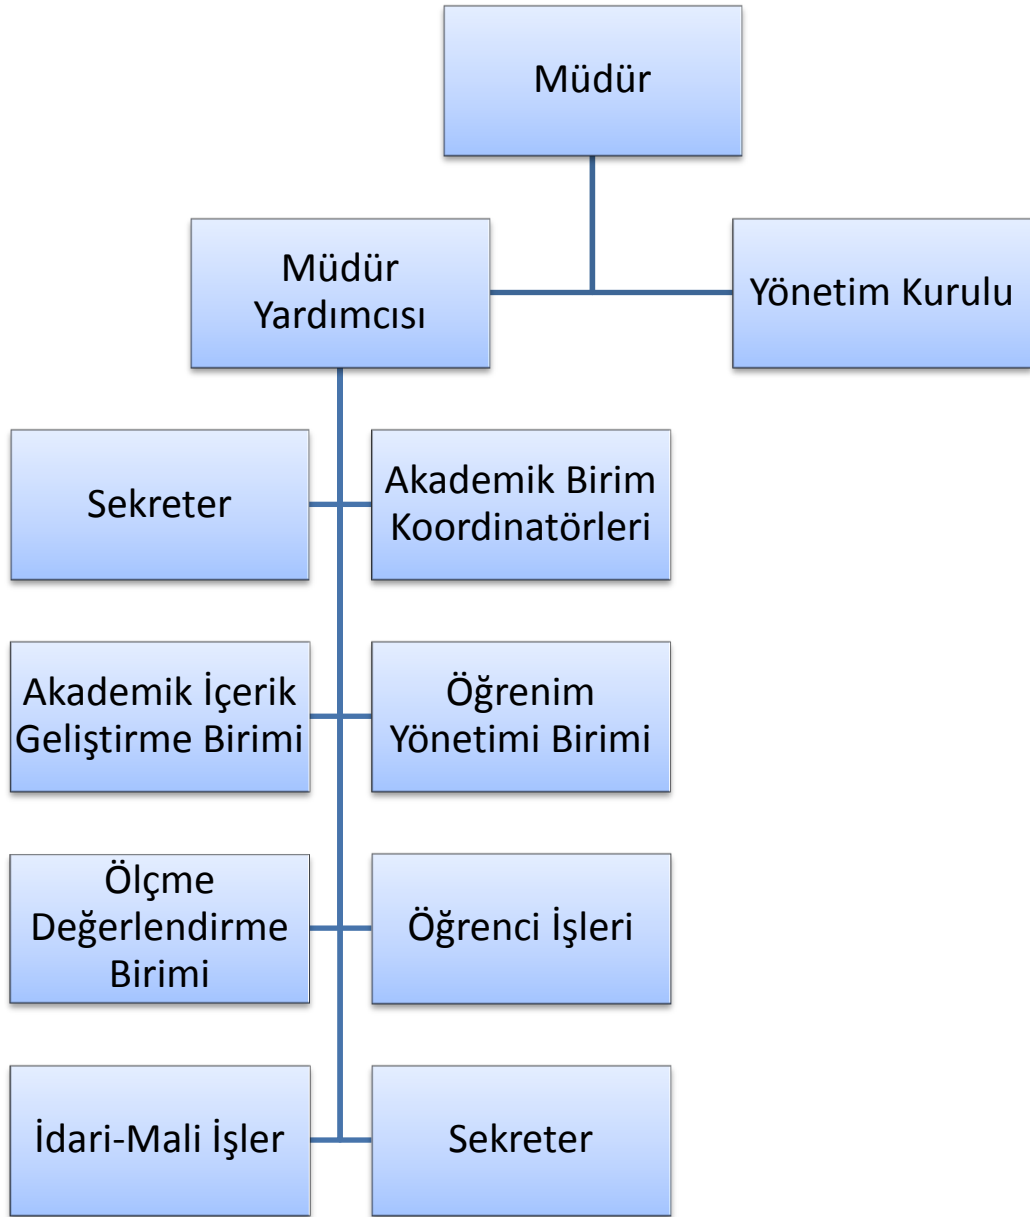 Müdür
Müdür
Yardımcısı
Yönetim Kurulu
Sekreter
Akademik Birim
Koordinatörleri
Akademik İçerik
Geliştirme Birimi
Öğrenim
Yönetimi Birimi
Ölçme
Değerlendirme
Birimi
Öğrenci İşleri
İdari-Mali İşler
Sekreter